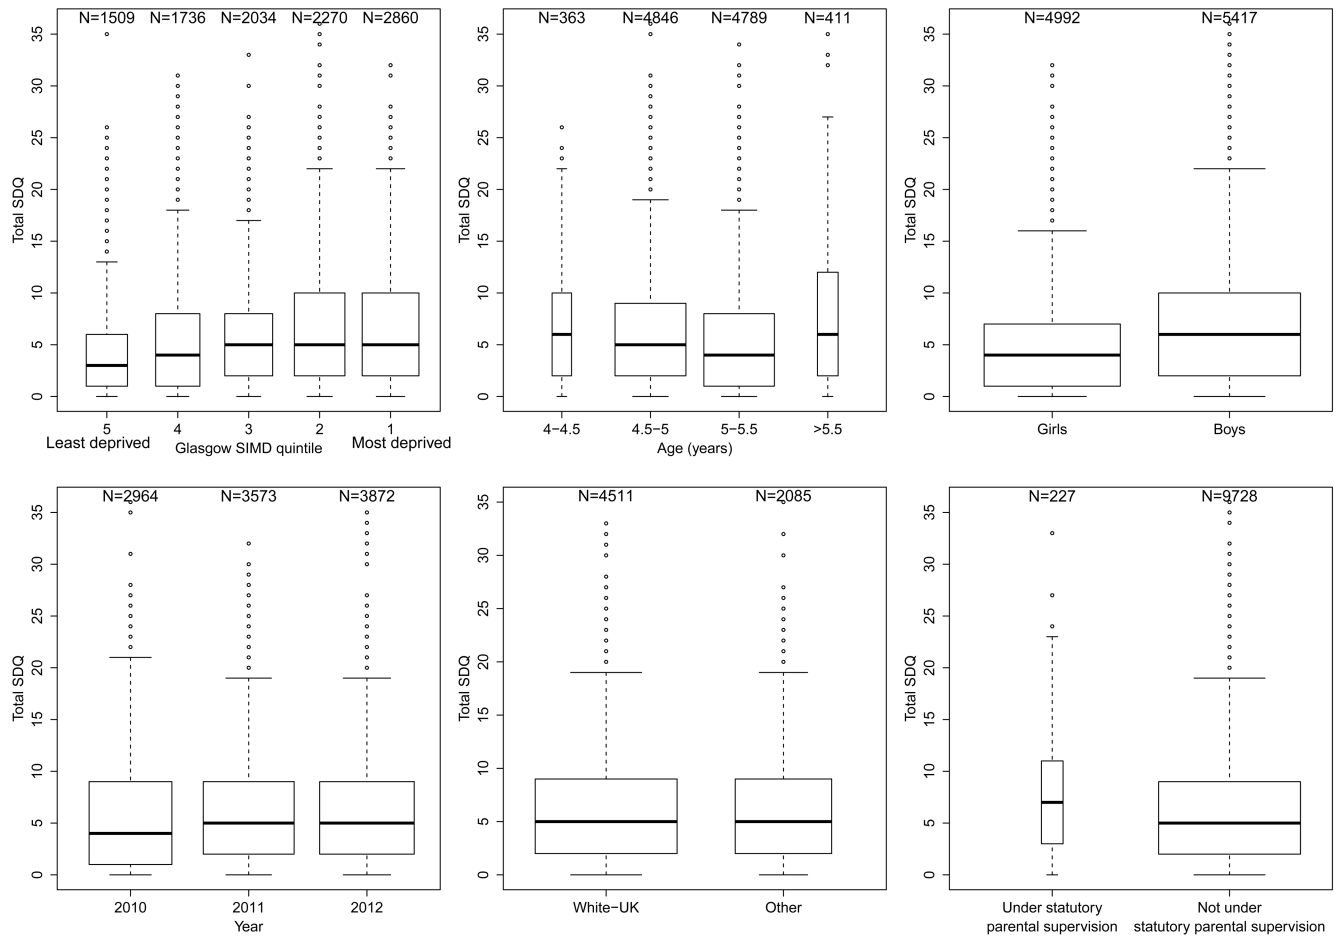 N=1509 N=1736 N=2034 N=2270 N=2860
35
30
25
20
15
10
5
0
Total SDQ
5 4 3 2 1
Least deprived Most deprived
Glasgow SIMD quintile
N=363 N=4846 N=4789 N=411
35
30
25
20
15
10
5
0
Total SDQ
4−4.5 4.5−5 5−5.5 >5.5
Age (years)
N=4992 N=5417
35
30
25
20
15
10
5
0
Total SDQ
Girls Boys
N=2964 N=3573 N=3872
35
30
25
20
15
10
5
0
Total SDQ
2010 2011 2012
Year
N=4511 N=2085
35
30
25
20
15
10
5
0
Total SDQ
White−UK Other
N=227 N=9728
35
30
25
20
15
10
5
0
Total SDQ
Under statutory Not under
parental supervision statutory parental supervision